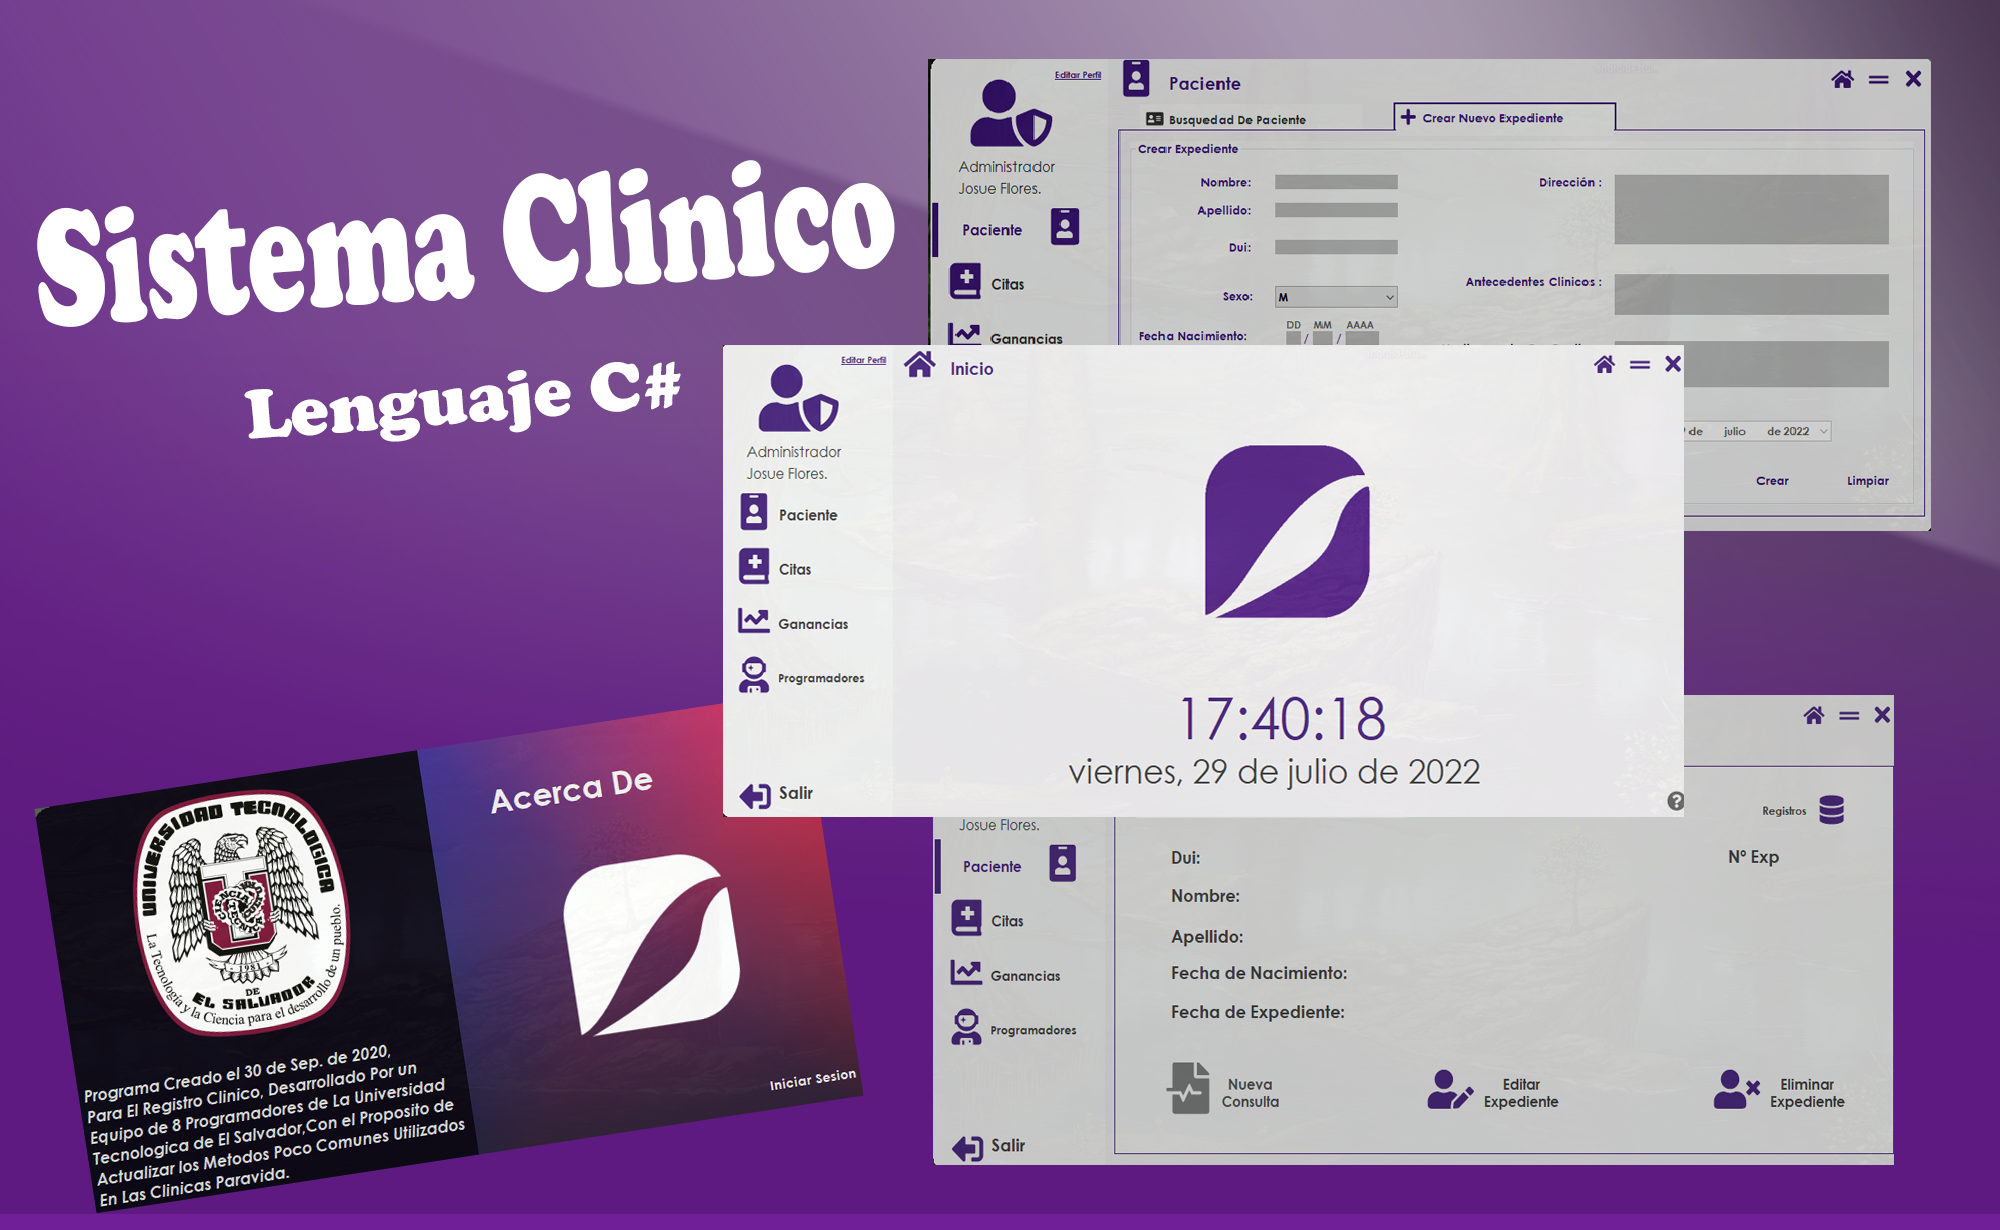 Sistema Clinico
Lenguaje C#
Editar Perfil
Administrador
Josue Flores.
Paciente
Citas
Ganancias
Paciente
Busquedad De Paciente
Crear Nuevo Expediente
Crear Expediente
Nombre:
Apellido:
Dui:
Sexo:
M
Fecha Nacimiento:
DD MM AAAA
/ /
Dirección :
Antecedentes Clinicos :
de julio de 2022
Crear
Limpiar
Editar Perfil
Administrador
Josue Flores.
Paciente
Citas
Ganancias
Programadores
Salir
Inicio
17:40:18
viernes, 29 de julio de 2022
?
Josue Flores.
Paciente
Citas
Ganancias
Programadores
Salir
Registros
Dui:
Nº Exp
Nombre:
Apellido:
Fecha de Nacimiento:
Fecha de Expediente:
Nueva
Consulta
Editar
Expediente
Eliminar
Expediente
UNIVERSIDAD TECNOLOGICA
CIENCIA
1981
DE
EL SALVADOR
La Tecnología y la Ciencia para el desarrollo de un pueblo.
Programa Creado el 30 de Sep. de 2020,
Para El Registro Clinico, Desarrollado Por un
Equipo de 8 Programadores de La Universidad
Tecnologica de El Salvador,Con el Proposito de
Actualizar los Metodos Poco Comunes Utilizados
En Las Clinicas Paravida.
Acerca De
Iniciar Sesion